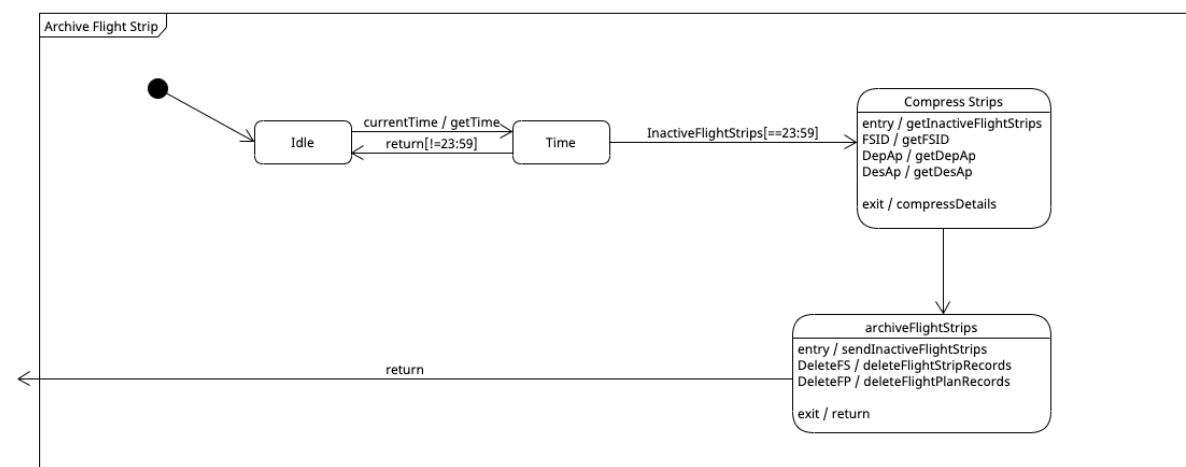 Archive Flight Strip
currentTime / getTime
Idle
return[!=23:59]
Time
InactiveFlightStrips[==23:59]
Compress Strips
entry / getInactiveFlightStrips
FSID / getFSID
DepAp / getDepAp
DesAp / getDesAp
exit / compressDetails
archiveFlightStrips
entry / sendInactiveFlightStrips
DeleteFS / deleteFlightStripRecords
DeleteFP / deleteFlightPlanRecords
exit / return
return